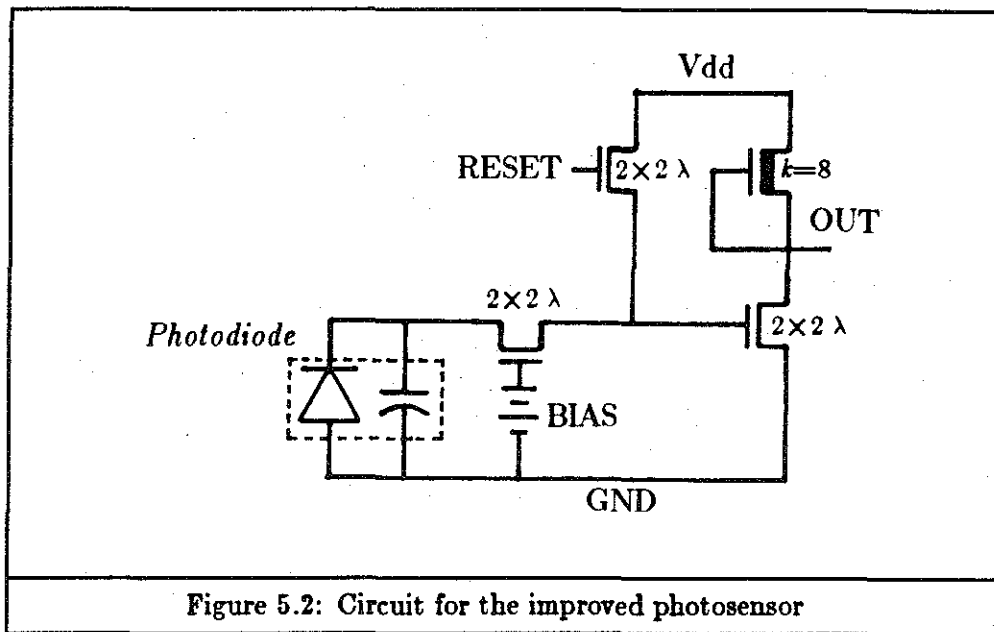 Vdd
RESET
2×2 λ
k=8
OUT
2×2 λ
Photodiode
2×2 λ
BIAS
GND
Figure 5.2: Circuit for the improved photosensor